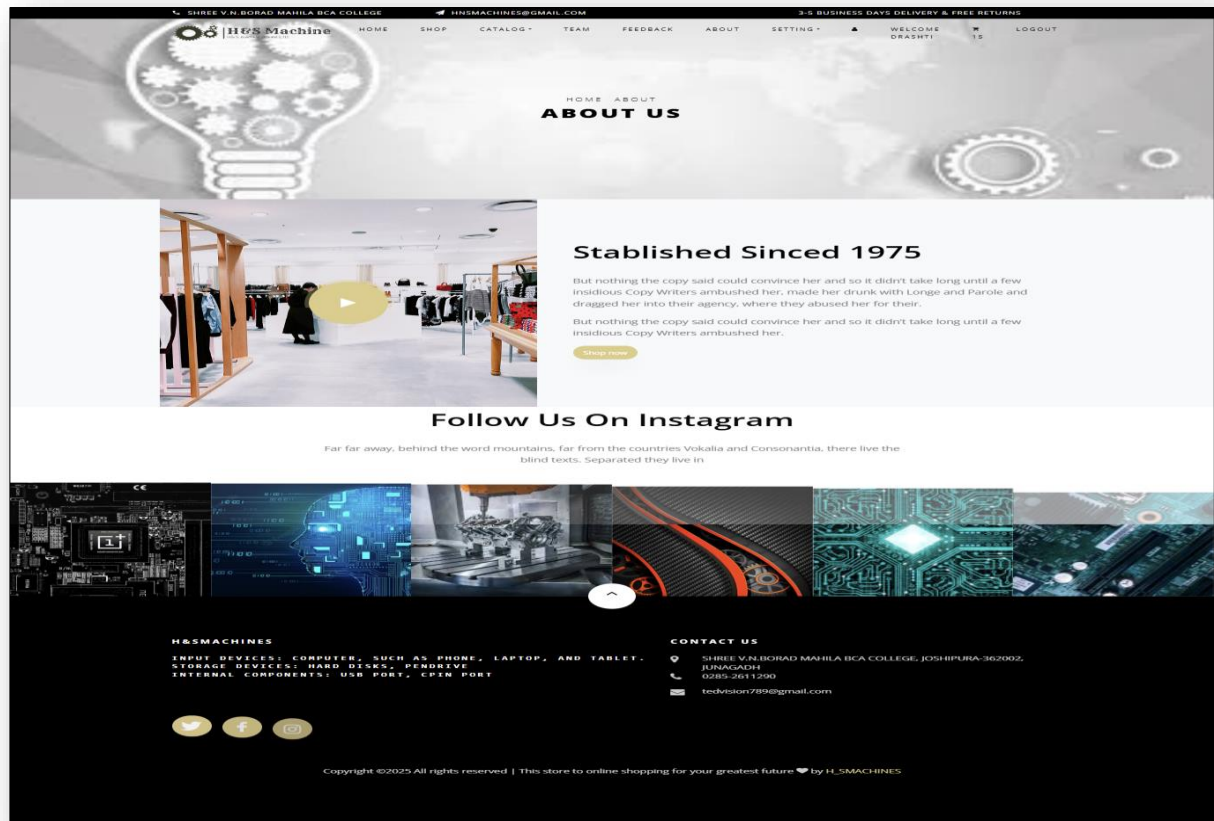 SHREE V.N.BORAD MAHILA BCA COLLEGE HNSMACHINES@GMAIL.COM 3-5 BUSINESS DAYS DELIVERY & FREE RETURNS
H&S Machine HOME SHOP CATALOG TEAM FEEDBACK ABOUT SETTING WELCOME DRASHTI LOGOUT
HOME ABOUT
ABOUT US
Stablished Sinced 1975
But nothing the copy said could convince her and so it didn't take long until a few
insidious Copy Writers ambushed her, made her drunk with Longe and Parole and
dragged her into their agency, where they abused her for their.
But nothing the copy said could convince her and so it didn't take long until a few
insidious Copy Writers ambushed her.
Shop now
Follow Us On Instagram
Far far away, behind the word mountains, far from the countries Vokalia and Consonantia, there live the
blind texts. Separated they live in
H&SMACHINES
INPUT DEVICES: COMPUTER, SUCH AS PHONE, LAPTOP, AND TABLET.
STORAGE DEVICES: HARD DISKS, PENDRIVE
INTERNAL COMPONENTS: USB PORT, CPIN PORT
CONTACT US
SHREE V.N.BORAD MAHILA BCA COLLEGE, JOSHIPURA-362002,
JUNAGADH
0285-2611290
tedvision789@gmail.com
Copyright ©2025 All rights reserved | This store to online shopping for your greatest future ❤ by H_SMACHINES